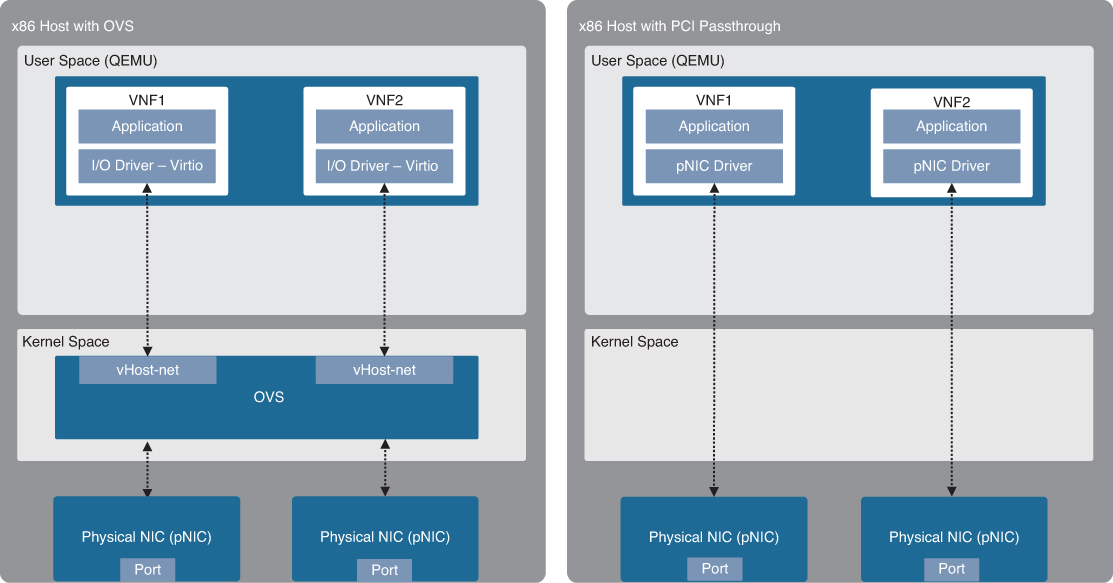 x86 Host with OVS
User Space (QEMU)
VNF1
Application
I/O Driver – Virtio
VNF2
Application
I/O Driver – Virtio
Kernel Space
vHost-net
vHost-net
OVS
Physical NIC (pNIC)
Port
Physical NIC (pNIC)
Port
x86 Host with PCI Passthrough
User Space (QEMU)
VNF1
Application
pNIC Driver
VNF2
Application
pNIC Driver
Kernel Space
Physical NIC (pNIC)
Port
Physical NIC (pNIC)
Port